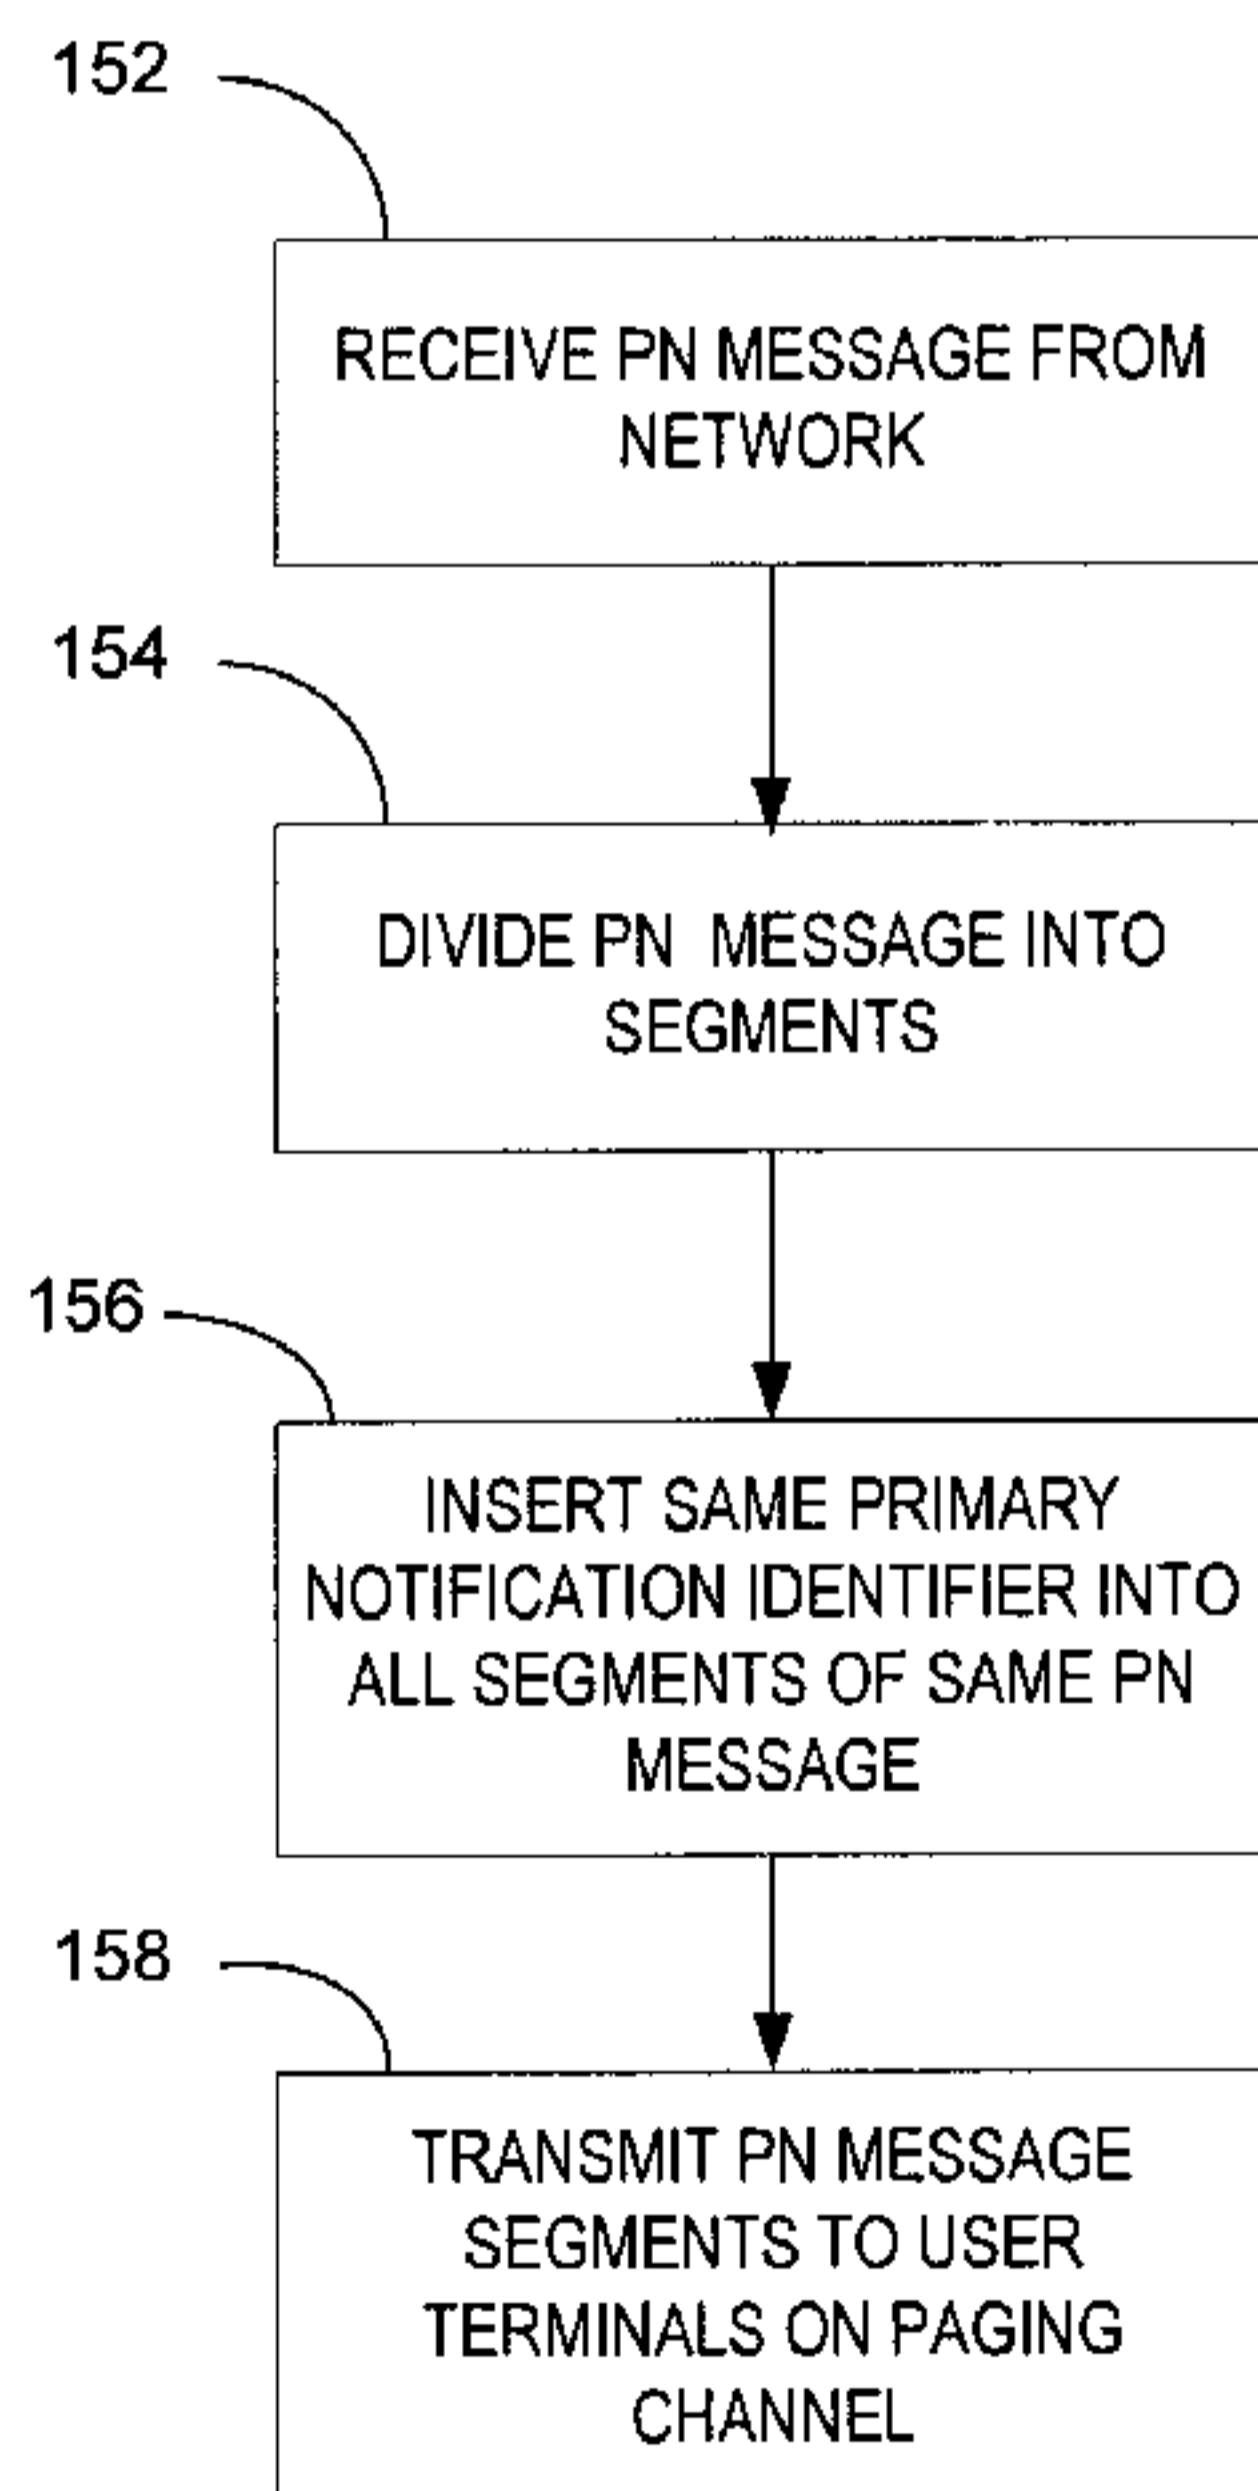 152
RECEIVE PN MESSAGE FROM
NETWORK
154
DIVIDE PN MESSAGE INTO
SEGMENTS
156
INSERT SAME PRIMARY
NOTIFICATION IDENTIFIER INTO
ALL SEGMENTS OF SAME PN
MESSAGE
158
TRANSMIT PN MESSAGE
SEGMENTS TO USER
TERMINALS ON PAGING
CHANNEL